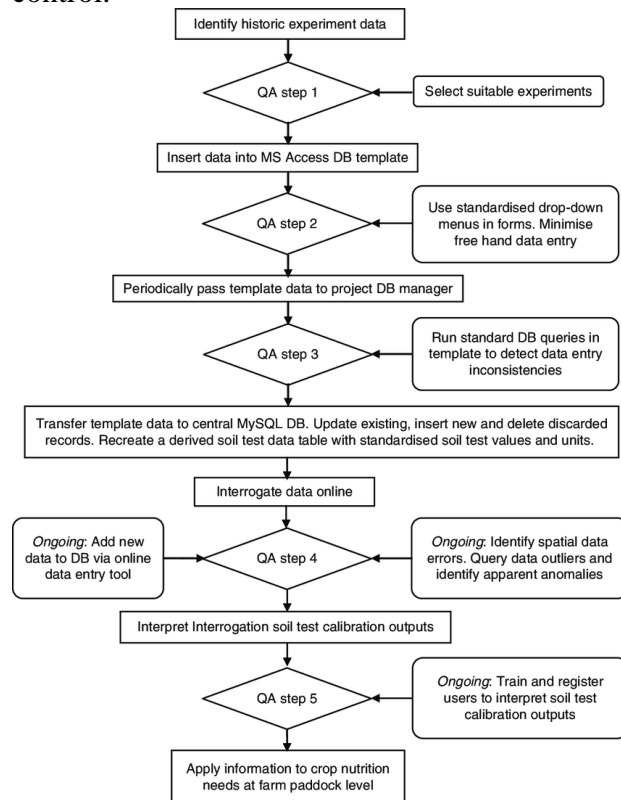 control.
Identify historic experiment data
QA step 1
Select suitable experiments
Insert data into MS Access DB template
QA step 2
Use standardised drop-down
menus in forms. Minimise
free hand data entry
Periodically pass template data to project DB manager
QA step 3
Run standard DB queries in
template to detect data entry
inconsistencies
Transfer template data to central MySQL DB. Update existing, insert new and delete discarded
records. Recreate a derived soil test data table with standardised soil test values and units.
Interrogate data online
Ongoing: Add new
data to DB via online
data entry tool
QA step 4
Ongoing: Identify spatial data
errors. Query data outliers and
identify apparent anomalies
Interpret Interrogation soil test calibration outputs
QA step 5
Ongoing: Train and register
users to interpret soil test
calibration outputs
Apply information to crop nutrition
needs at farm paddock level